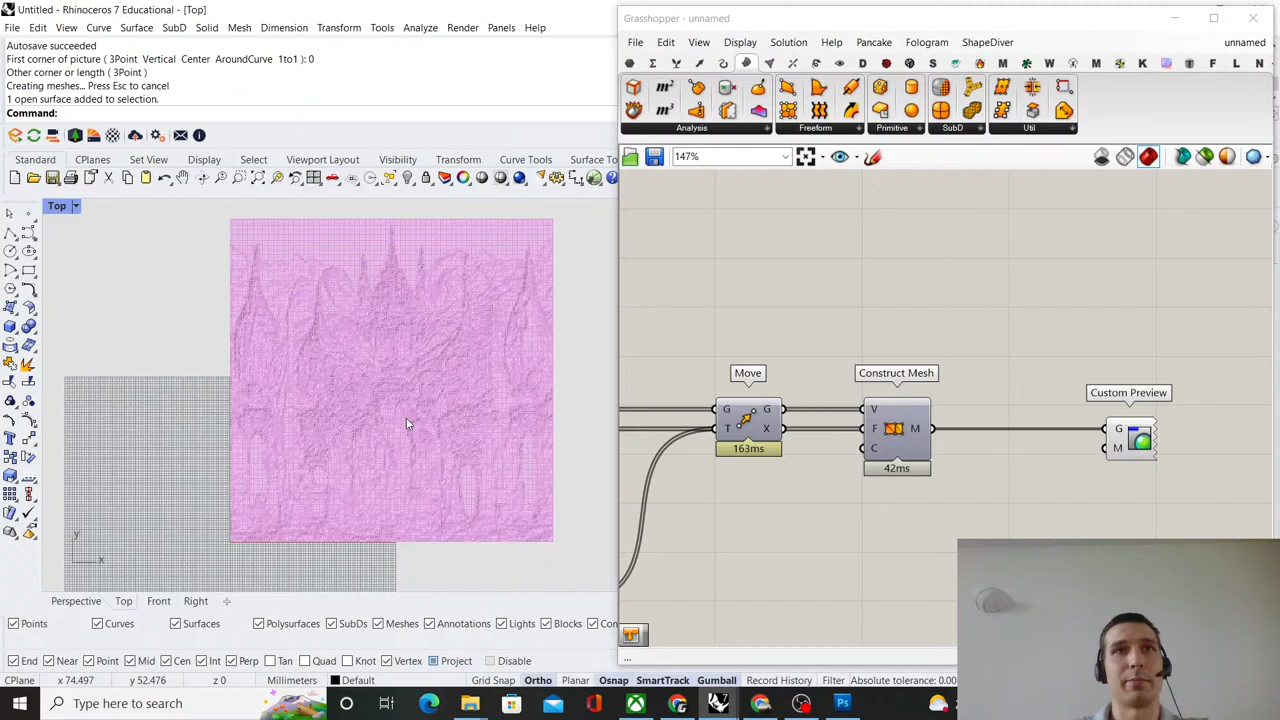 Untitled - Rhinoceros 7 Educational - [Top]
File Edit View Curve Surface SubD Solid Mesh Dimension Transform Tools Analyze Render Panels Help
Autosave succeeded
First corner of picture ( 3Point Vertical Center AroundCurve 1to1 ): 0
Other corner or length ( 3Point )
Creating meshes... Press Esc to cancel
1 open surface added to selection.
Command:
Standard CPlanes Set View Display Select Viewport Layout Visibility Transform Curve Tools Surface To
Top
y
x
Perspective Top Front Right
Points Curves Surfaces Polysurfaces SubDs Meshes Annotations Lights Blocks Con
End Near Point Mid Cen Int Perp Tan Quad Knot Vertex Project Disable
CPlane x 74.497 y 52.476 z 0 Millimeters Default Grid Snap Ortho Planar Osnap SmartTrack Gumball Record History Filter Absolute tolerance: 0.00
Grasshopper - unnamed
File Edit View Display Solution Help Pancake Fologram ShapeDiver unnamed
Analysis Freeform Primitive SubD Util
147%
Move
G G
T X
163ms
Construct Mesh
V
F M
C
42ms
Custom Preview
G
M
...
Type here to search